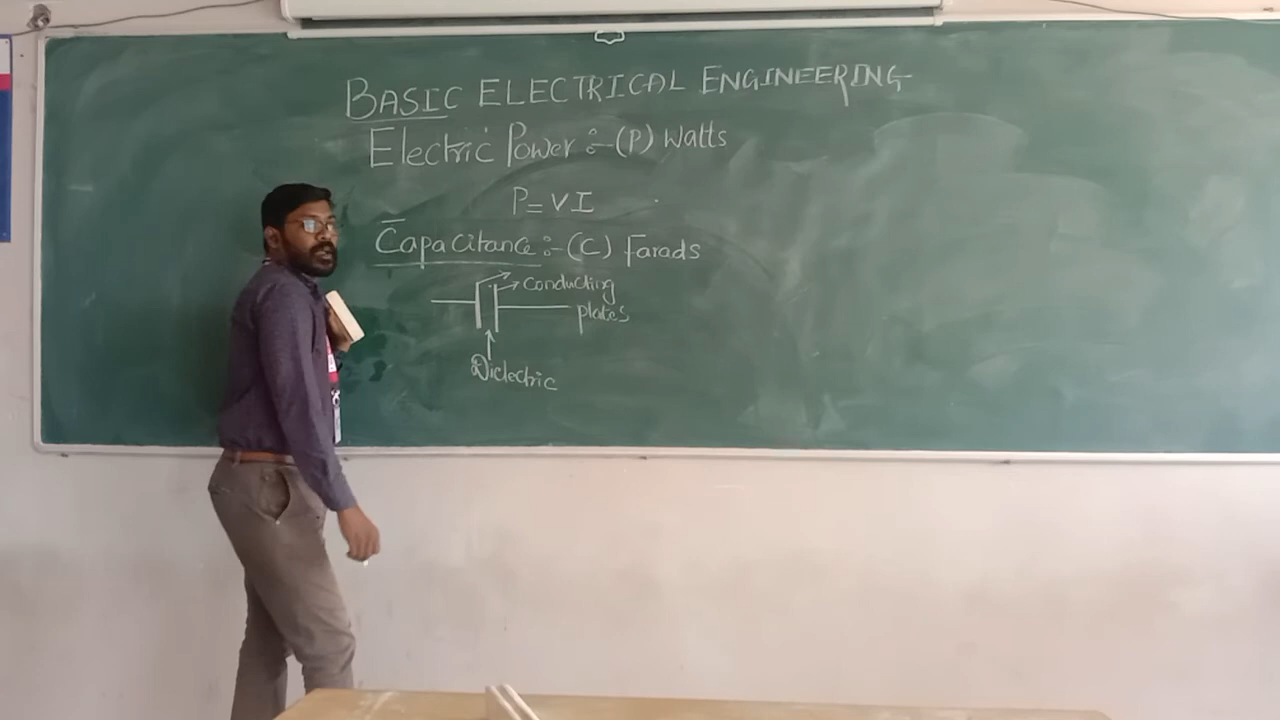 BASIC ELECTRICAL ENGINEERING
Electric Power :- (P) Watts
P = VI
Capacitance :- (C) Farads
Conducting
plates
Dielectric